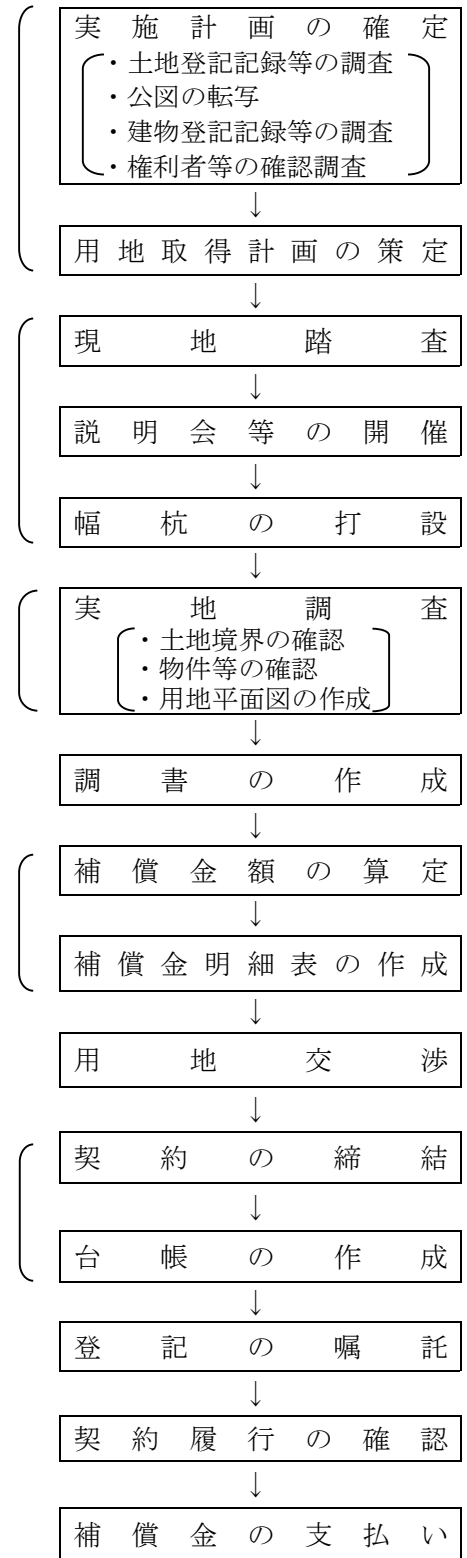 実施計画の確定
・土地登記記録等の調査
・公図の転写
・建物登記記録等の調査
・権利者等の確認調査
↓
用地取得計画の策定
↓
現地踏査
↓
説明会等の開催
↓
幅杭の打設
↓
実地調査
・土地境界の確認
・物件等の確認
・用地平面図の作成
↓
調書の作成
↓
補償金額の算定
↓
補償金明細表の作成
↓
用地交渉
↓
契約の締結
↓
台帳の作成
↓
登記の嘱託
↓
契約履行の確認
↓
補償金の支払い